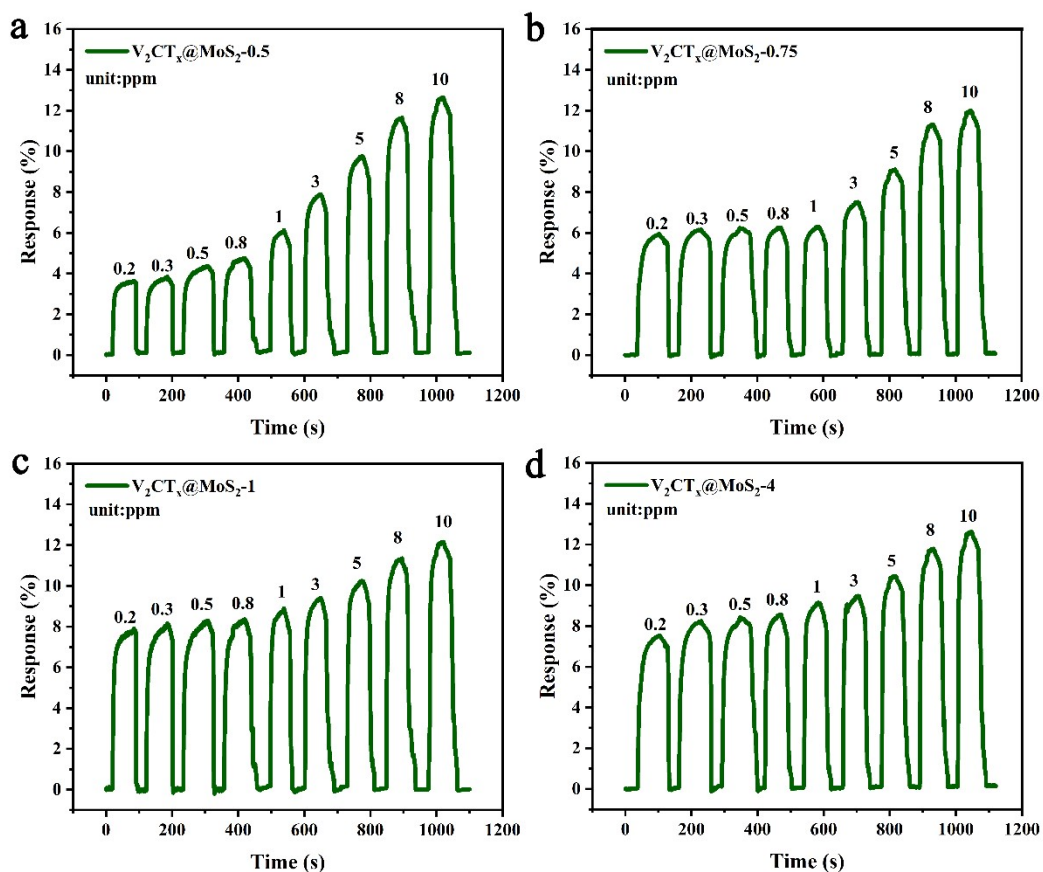 a
V₂CTₓ@MoS₂-0.5
unit:ppm
0.2 0.3 0.5 0.8 1 3 5 8 10
Response (%)
16
14
12
10
8
6
4
2
0
0 200 400 600 800 1000 1200
Time (s)
b
V₂CTₓ@MoS₂-0.75
unit:ppm
0.2 0.3 0.5 0.8 1 3 5 8 10
Response (%)
16
14
12
10
8
6
4
2
0
0 200 400 600 800 1000 1200
Time (s)
c
V₂CTₓ@MoS₂-1
unit:ppm
0.2 0.3 0.5 0.8 1 3 5 8 10
Response (%)
16
14
12
10
8
6
4
2
0
0 200 400 600 800 1000 1200
Time (s)
d
V₂CTₓ@MoS₂-4
unit:ppm
0.2 0.3 0.5 0.8 1 3 5 8 10
Response (%)
16
14
12
10
8
6
4
2
0
0 200 400 600 800 1000 1200
Time (s)